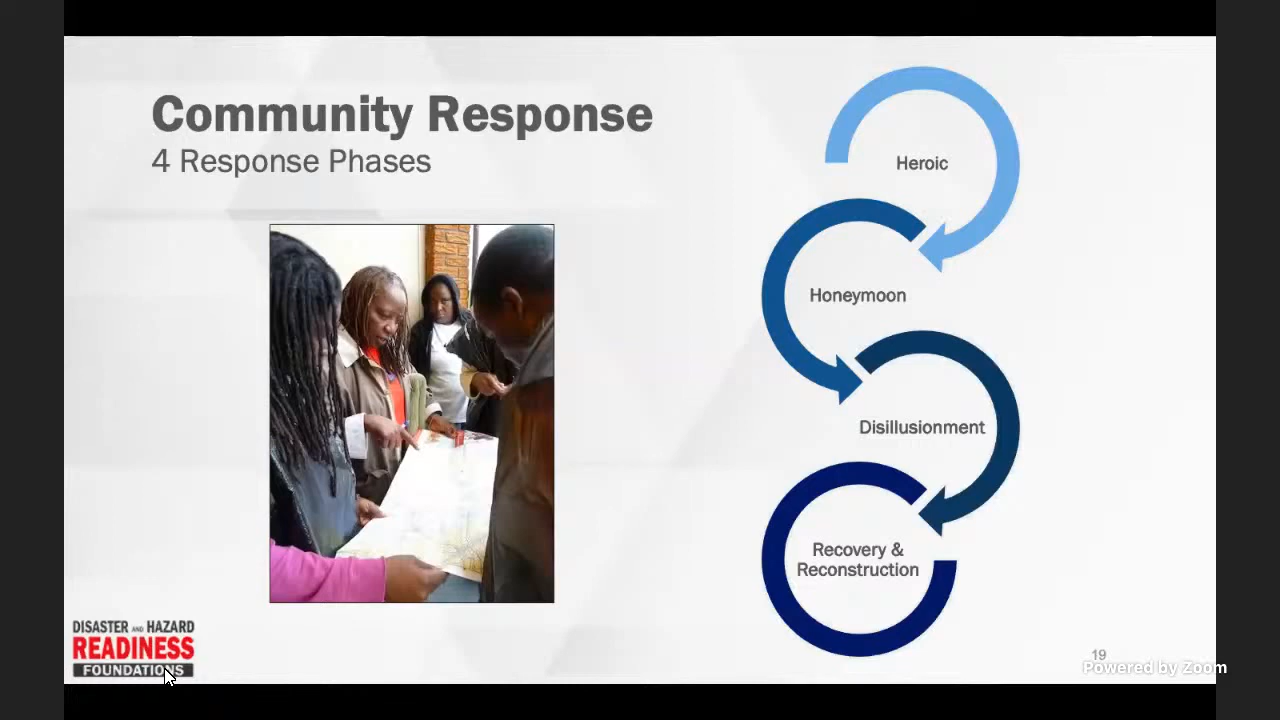 Community Response
4 Response Phases
Heroic
Honeymoon
Disillusionment
Recovery &
Reconstruction
DISASTER AND HAZARD
READINESS
FOUNDATIONS
19
Powered by Zoom